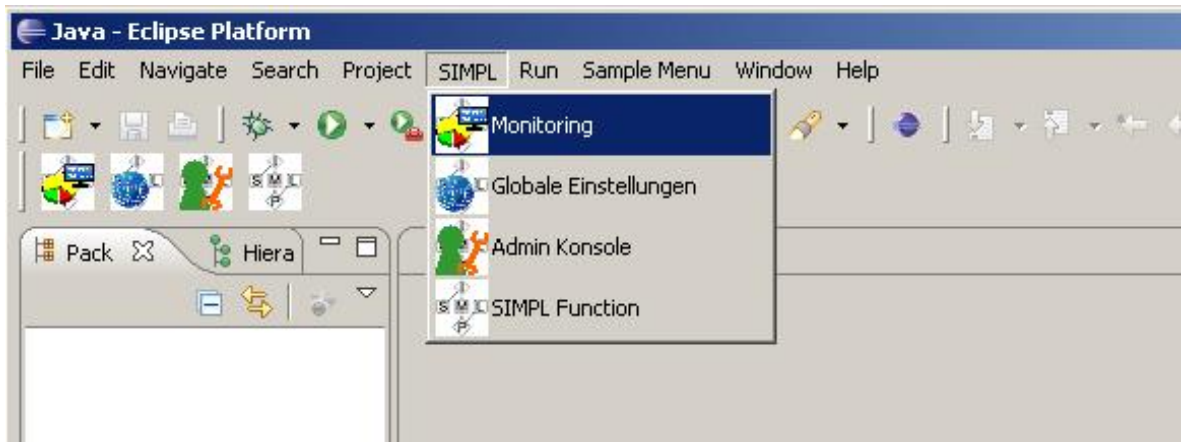 Java - Eclipse Platform
File Edit Navigate Search Project SIMPL Run Sample Menu Window Help
Monitoring
Globale Einstellungen
Admin Konsole
SIMPL Function
Pack Hiera